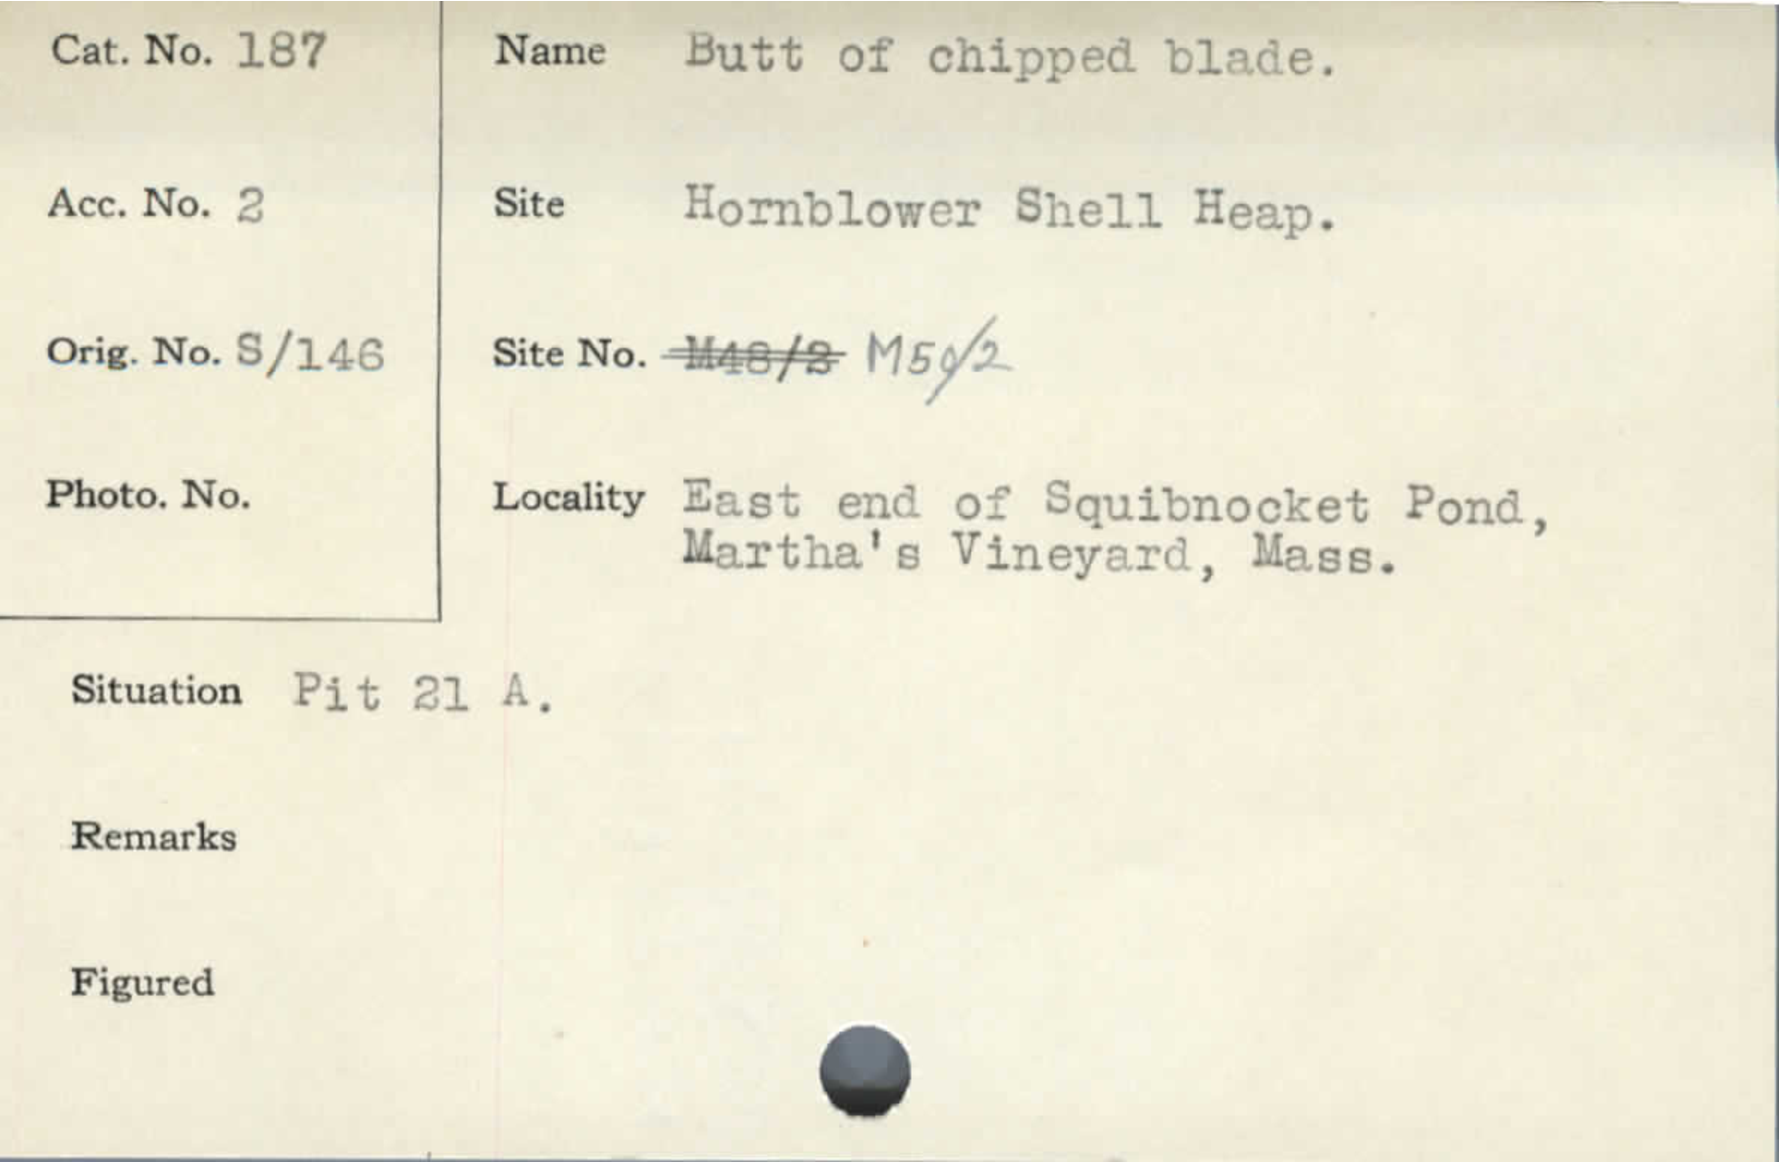 Cat. No. 187
Name Butt of chipped blade.
Acc. No. 2
Site Hornblower Shell Heap.
Orig. No. S/146
Site No. M48/2 M50/2
Photo. No.
Locality East end of Squibnocket Pond,
Martha's Vineyard, Mass.
Situation Pit 21 A.
Remarks
Figured